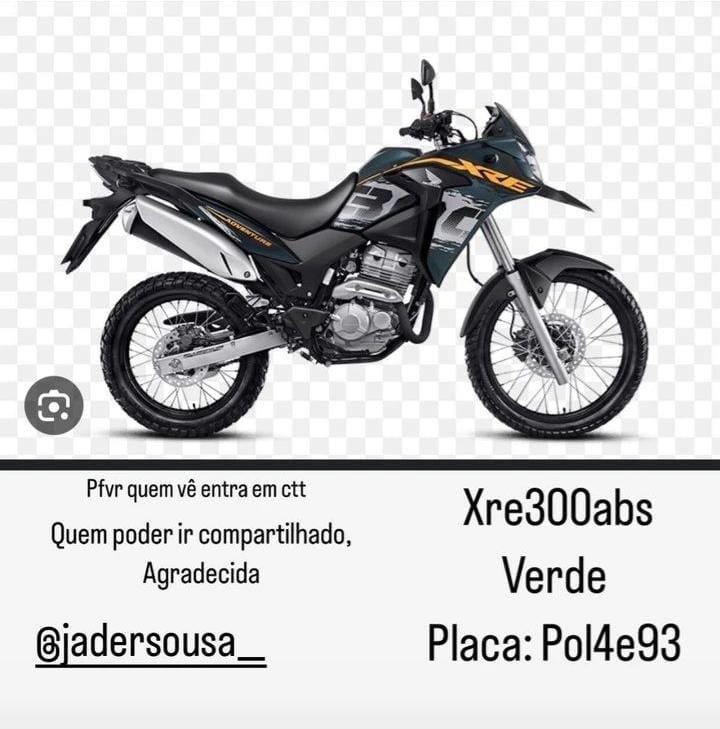 XRE
ADVENTURE
Pfvr quem vê entra em ctt
Quem poder ir compartilhado,
Agradecida
@jadersousa_
Xre300abs
Verde
Placa: Pol4e93